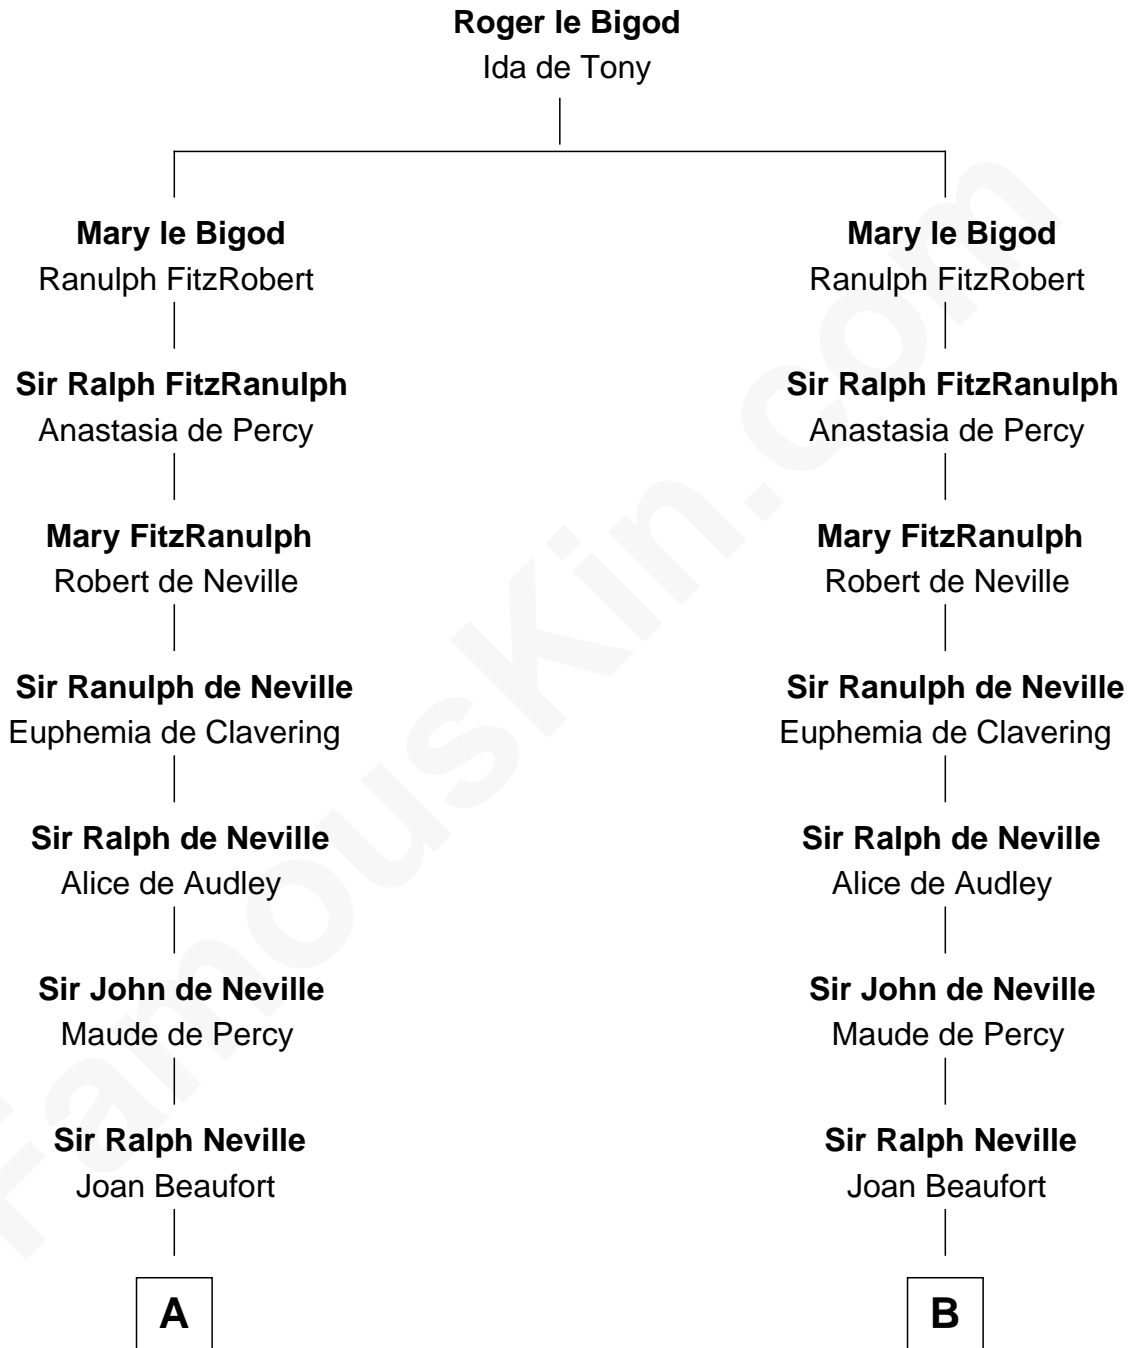 Roger le Bigod
Ida de Tony
Mary le Bigod
Ranulph FitzRobert
Sir Ralph FitzRanulph
Anastasia de Percy
Mary FitzRanulph
Robert de Neville
Sir Ranulph de Neville
Euphemia de Clavering
Sir Ralph de Neville
Alice de Audley
Sir John de Neville
Maude de Percy
Sir Ralph Neville
Joan Beaufort
A
Mary le Bigod
Ranulph FitzRobert
Sir Ralph FitzRanulph
Anastasia de Percy
Mary FitzRanulph
Robert de Neville
Sir Ranulph de Neville
Euphemia de Clavering
Sir Ralph de Neville
Alice de Audley
Sir John de Neville
Maude de Percy
Sir Ralph Neville
Joan Beaufort
B
FamousKin.com